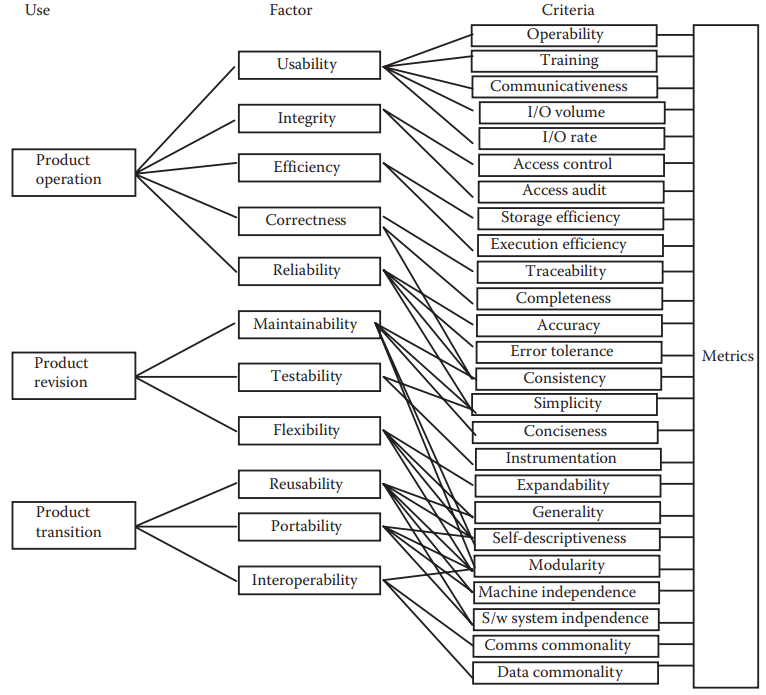 Use
Factor
Criteria
Product
operation
Product
revision
Product
transition
Usability
Integrity
Efficiency
Correctness
Reliability
Maintainability
Testability
Flexibility
Reusability
Portability
Interoperability
Operability
Training
Communicativeness
I/O volume
I/O rate
Access control
Access audit
Storage efficiency
Execution efficiency
Traceability
Completeness
Accuracy
Error tolerance
Consistency
Simplicity
Conciseness
Instrumentation
Expandability
Generality
Self-descriptiveness
Modularity
Machine independence
S/w system indpendence
Comms commonality
Data commonality
Metrics